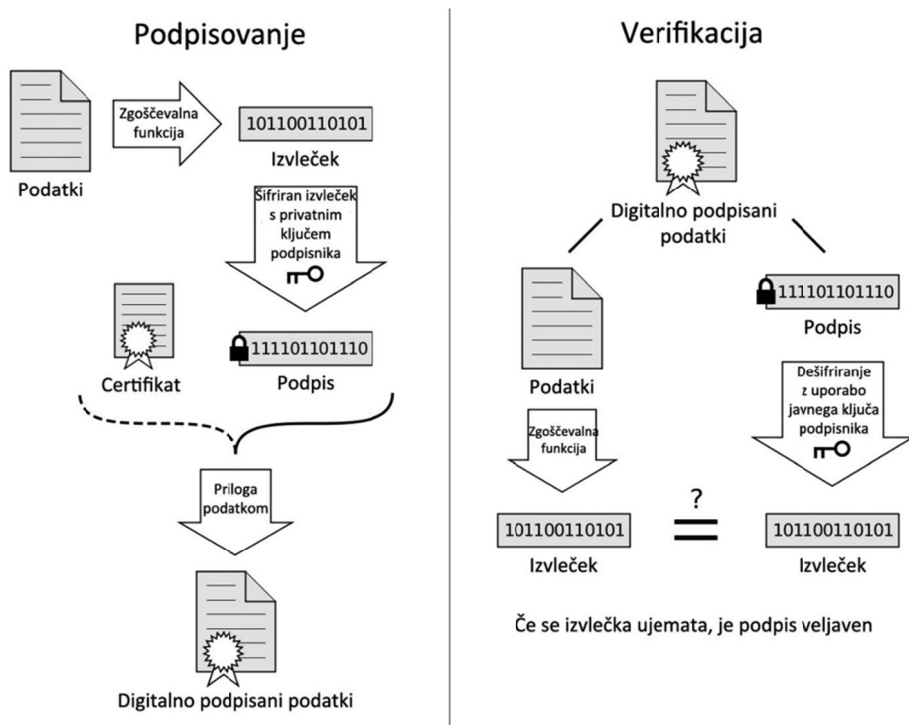 Podpisovanje
Zgoščevalna
funkcija
101100110101
Izvleček
Podatki
Šifriran izvleček
s privatnim
ključem
podpisnika
111101101110
Certifikat
Podpis
Priloga
podatkom
Digitalno podpisani podatki
Verifikacija
Digitalno podpisani
podatki
111101101110
Podpis
Podatki
Dešifriranje
z uporabo
javnega ključa
podpisnika
Zgoščevalna
funkcija
?
101100110101
=
101100110101
Izvleček
Izvleček
Če se izvlečka ujemata, je podpis veljaven